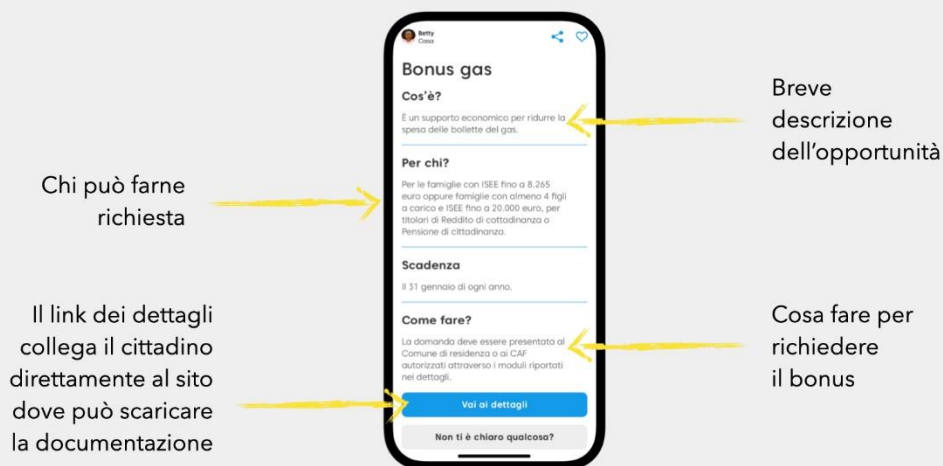 Betty
Casa
Bonus gas
Cos'è?
È un supporto economico per ridurre la
spesa delle bollette del gas.
Per chi?
Per le famiglie con ISEE fino a 8.265
euro oppure famiglie con almeno 4 figli
a carico e ISEE fino a 20.000 euro, per
titolari di Reddito di cottadinanza o
Pensione di cittadinanza.
Scadenza
Il 31 gennaio di ogni anno.
Come fare?
La domanda deve essere presentata al
Comune di residenza o ai CAF
autorizzati attraverso i moduli riportati
nei dettagli.
Vai ai dettagli
Non ti è chiaro qualcosa?
Chi può farne
richiesta
Il link dei dettagli
collega il cittadino
direttamente al sito
dove può scaricare
la documentazione
Breve
descrizione
dell'opportunità
Cosa fare per
richiedere
il bonus